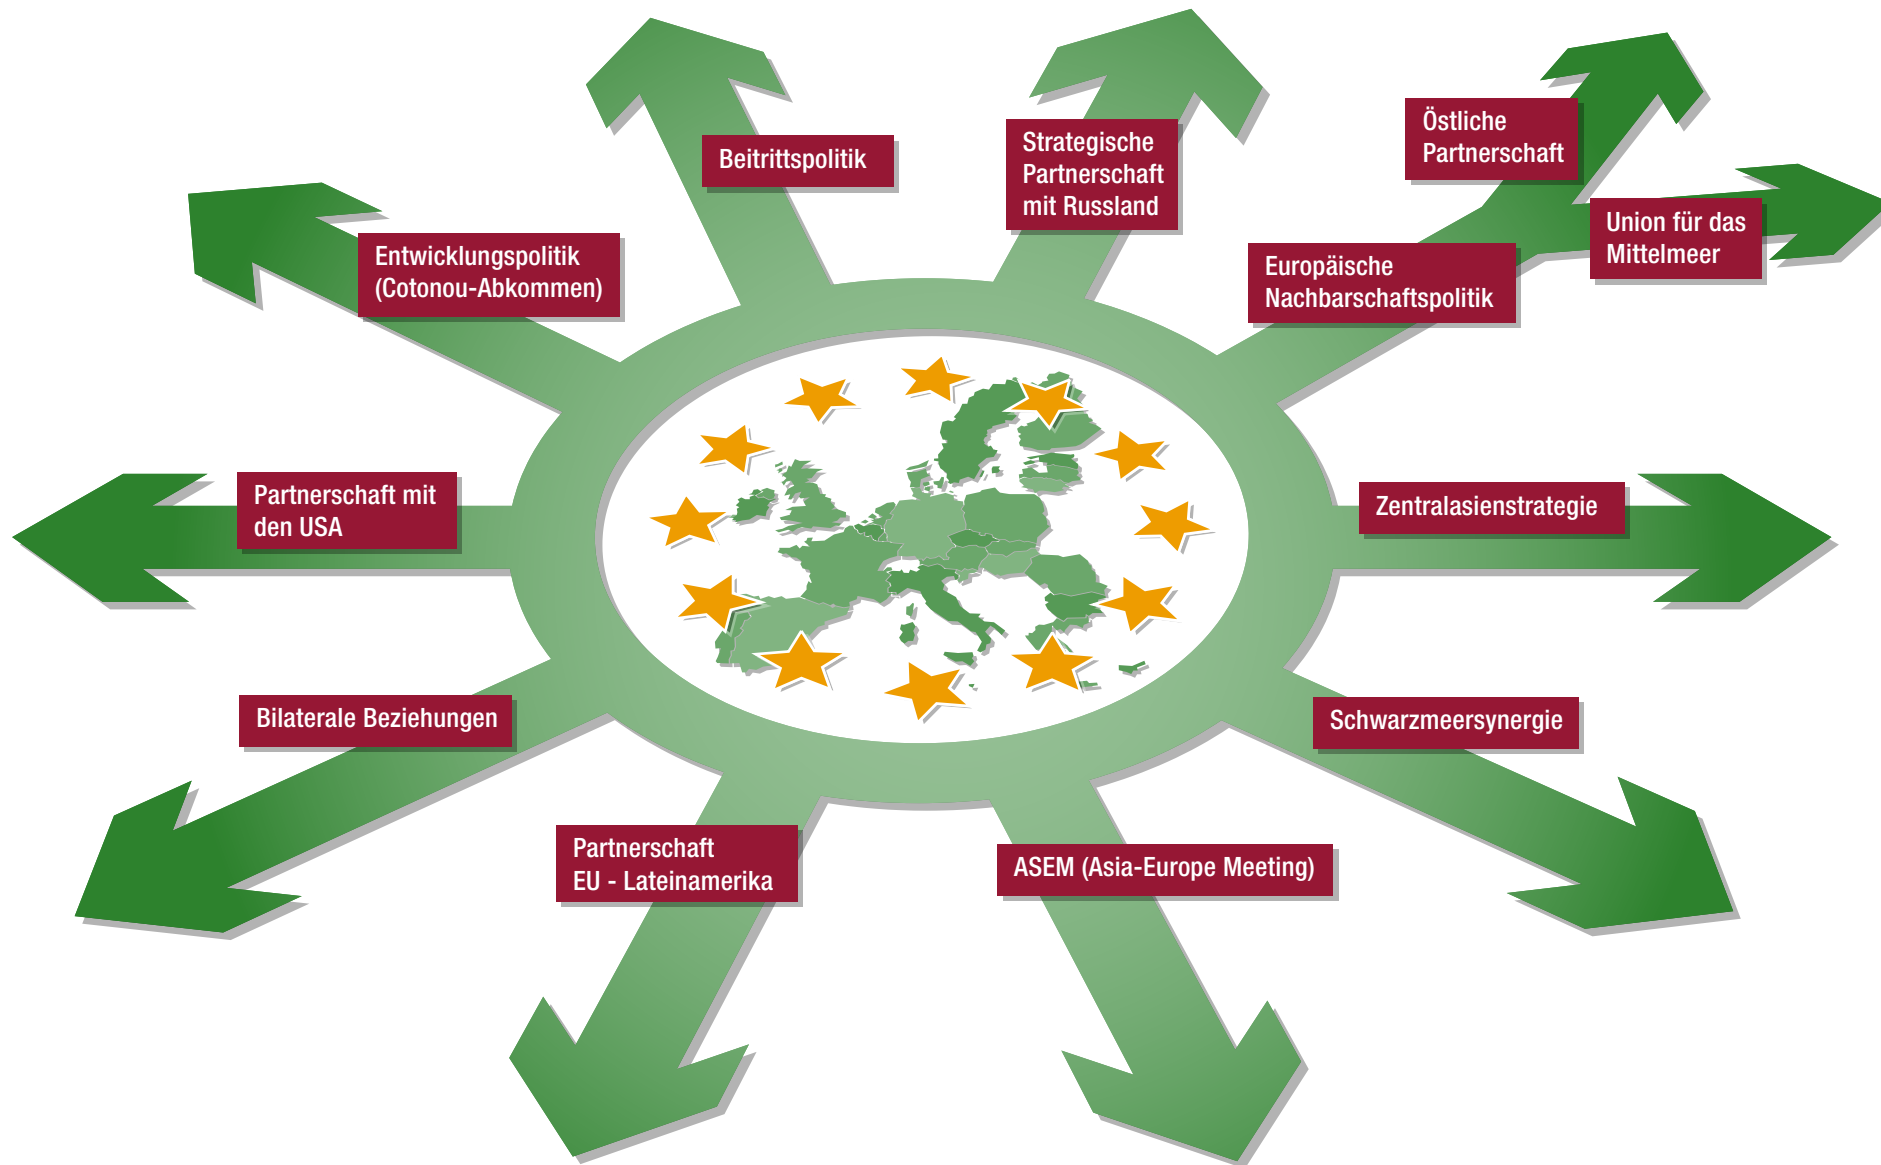 Beitrittspolitik
Strategische
Partnerschaft
mit Russland
Östliche
Partnerschaft
Union für das
Mittelmeer
Entwicklungspolitik
(Cotonou-Abkommen)
Europäische
Nachbarschaftspolitik
Partnerschaft mit
den USA
Zentralasienstrategie
Bilaterale Beziehungen
Schwarzmeersynergie
Partnerschaft
EU - Lateinamerika
ASEM (Asia-Europe Meeting)